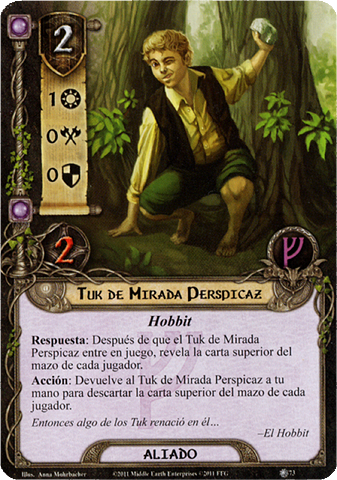 2
1
0
0
2
Tuk de Mirada Perspicaz
Hobbit
Respuesta: Después de que el Tuk de Mirada
Perspicaz entre en juego, revela la carta superior del
mazo de cada jugador.
Acción: Devuelve al Tuk de Mirada Perspicaz a tu
mano para descartar la carta superior del mazo de cada
jugador.
Entonces algo de los Tuk renació en él…
–El Hobbit
ALIADO
Illus. Anna Mohrbacher
©2011 Middle Earth Enterprises ©2011 FFG
73